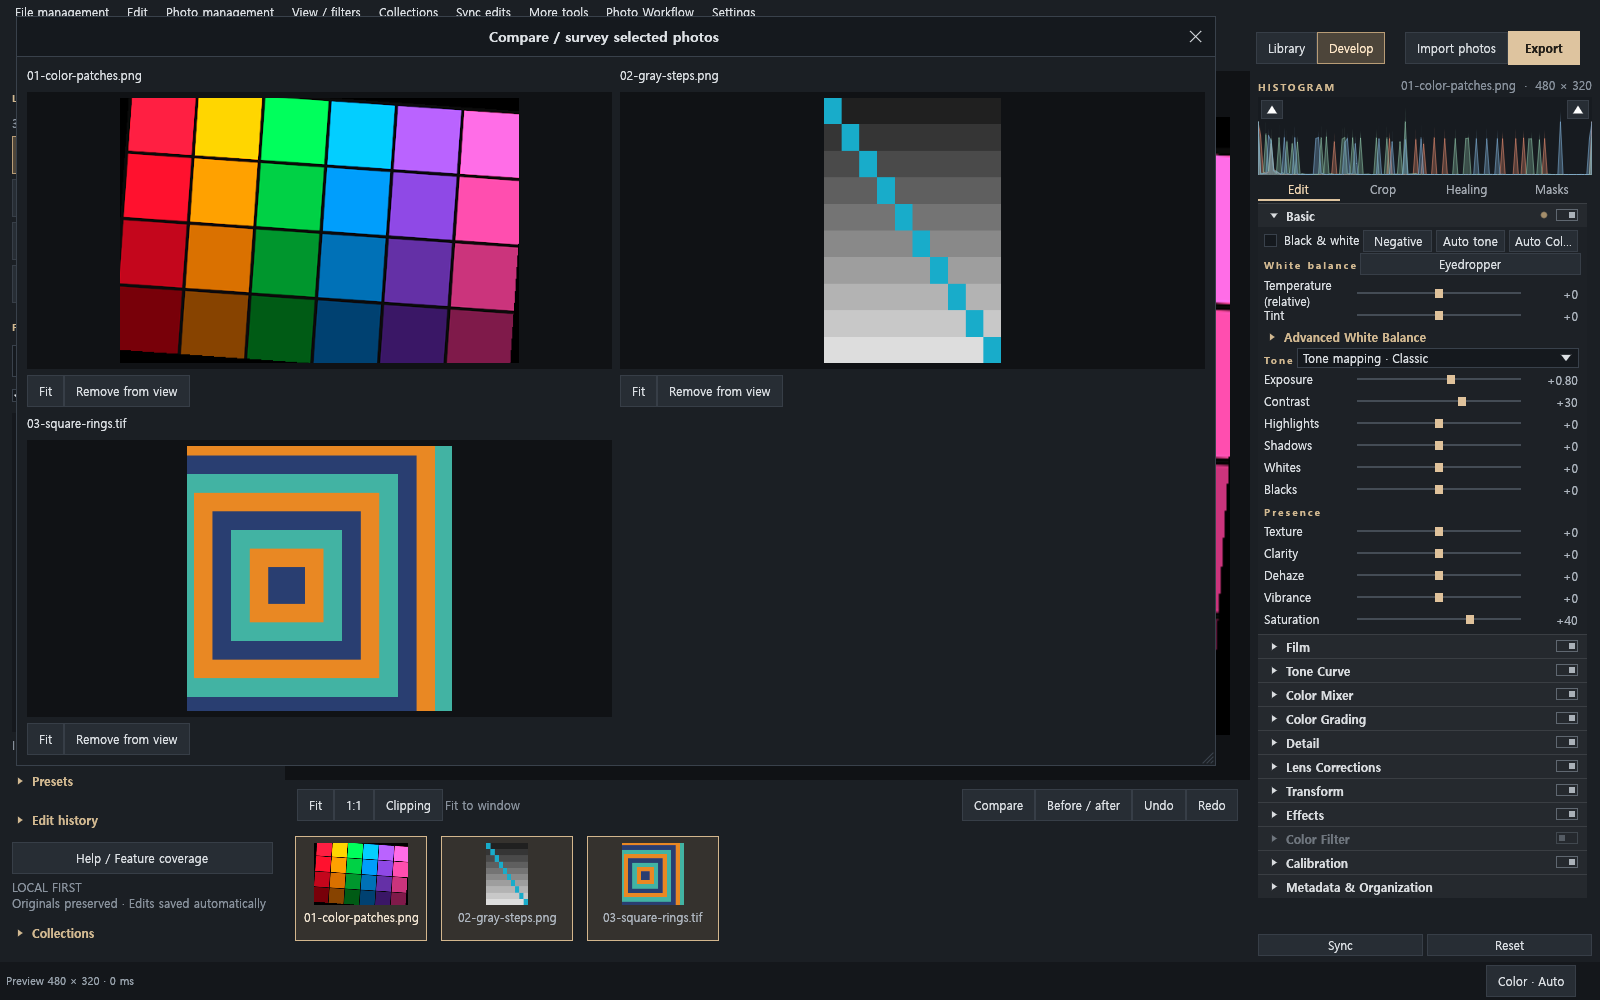 File management Edit Photo management View / filters Collections Sync edits More tools Photo Workflow Settings
Compare / survey selected photos
Library Develop Import photos Export
01-color-patches.png
02-gray-steps.png
Fit Remove from view
Fit Remove from view
03-square-rings.tif
Fit Remove from view
HISTOGRAM 01-color-patches.png · 480 × 320
Edit Crop Healing Masks
Basic
Black & white Negative Auto tone Auto Col...
White balance Eyedropper
Temperature (relative) +0
Tint +0
Advanced White Balance
Tone Tone mapping · Classic
Exposure +0.80
Contrast +30
Highlights +0
Shadows +0
Whites +0
Blacks +0
Presence
Texture +0
Clarity +0
Dehaze +0
Vibrance +0
Saturation +40
Film
Tone Curve
Color Mixer
Color Grading
Detail
Lens Corrections
Transform
Effects
Color Filter
Calibration
Metadata & Organization
Sync Reset
Presets
Edit history
Help / Feature coverage
LOCAL FIRST
Originals preserved · Edits saved automatically
Collections
Fit 1:1 Clipping Fit to window Compare Before / after Undo Redo
01-color-patches.png 02-gray-steps.png 03-square-rings.tif
Preview 480 × 320 · 0 ms
Color · Auto